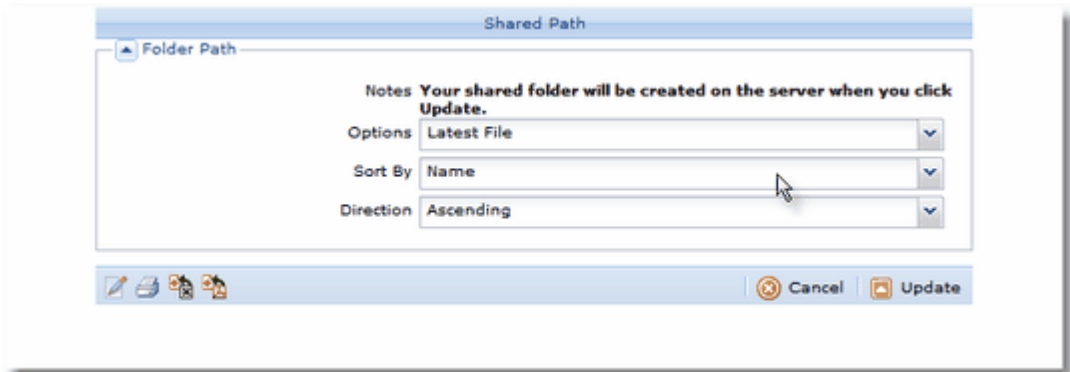 Shared Path
Folder Path
Notes Your shared folder will be created on the server when you click
Update.
Options Latest File
Sort By Name
Direction Ascending
Cancel Update